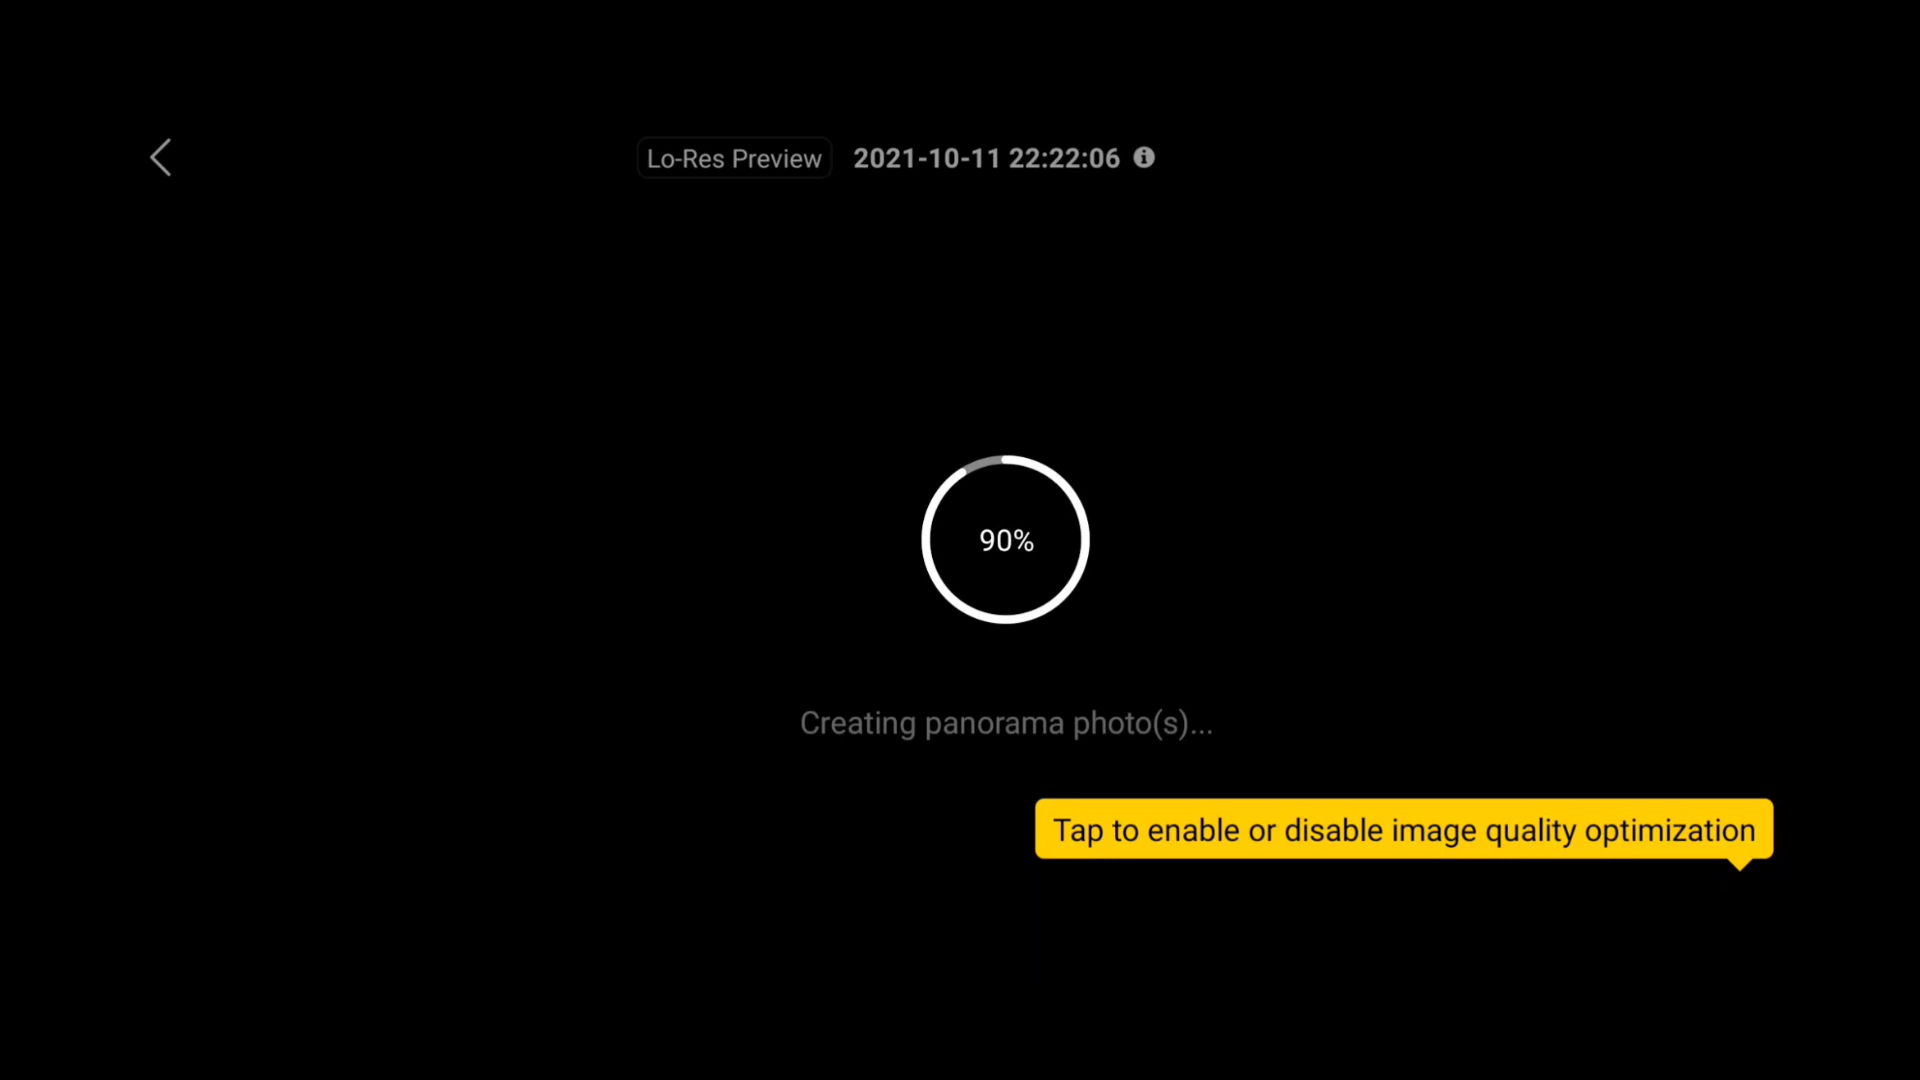 Lo-Res Preview 2021-10-11 22:22:06
90%
Creating panorama photo(s)...
Tap to enable or disable image quality optimization